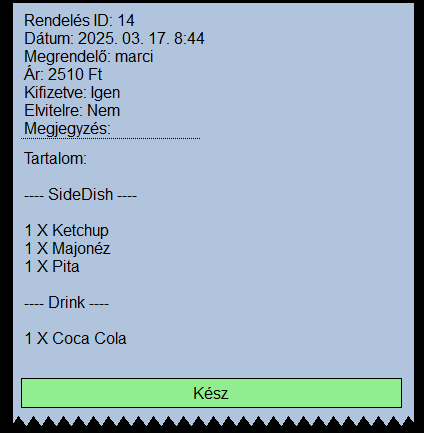 Rendelés ID: 14
Dátum: 2025. 03. 17. 8:44
Megrendelő: marci
Ár: 2510 Ft
Kifizetve: Igen
Elvitelre: Nem
Megjegyzés:
Tartalom:
---- SideDish ----
1 X Ketchup
1 X Majonéz
1 X Pita
---- Drink ----
1 X Coca Cola
Kész